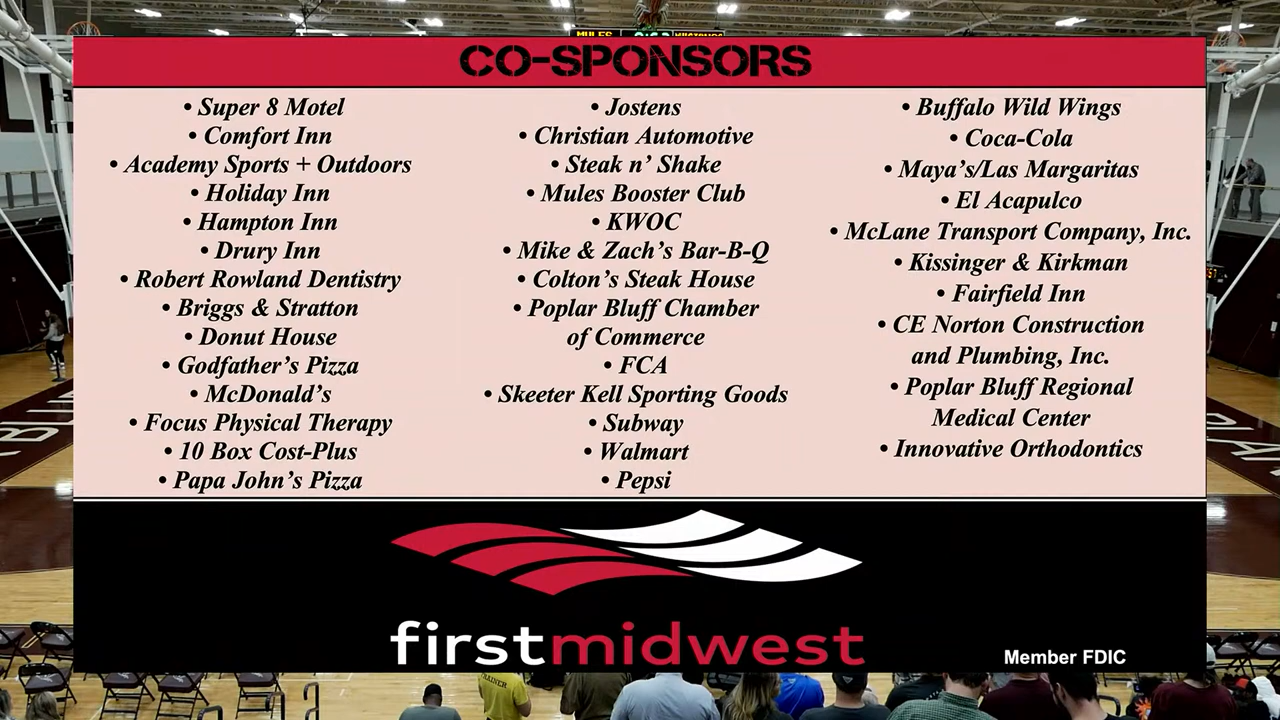 MULES
CO-SPONSORS
• Super 8 Motel
• Comfort Inn
• Academy Sports + Outdoors
• Holiday Inn
• Hampton Inn
• Drury Inn
• Robert Rowland Dentistry
• Briggs & Stratton
• Donut House
• Godfather's Pizza
• McDonald's
• Focus Physical Therapy
• 10 Box Cost-Plus
• Papa John's Pizza
• Jostens
• Christian Automotive
• Steak n' Shake
• Mules Booster Club
• KWOC
• Mike & Zach's Bar-B-Q
• Colton's Steak House
• Poplar Bluff Chamber
of Commerce
• FCA
• Skeeter Kell Sporting Goods
• Subway
• Walmart
• Pepsi
• Buffalo Wild Wings
• Coca-Cola
• Maya's/Las Margaritas
• El Acapulco
• McLane Transport Company, Inc.
• Kissinger & Kirkman
• Fairfield Inn
• CE Norton Construction
and Plumbing, Inc.
• Poplar Bluff Regional
Medical Center
• Innovative Orthodontics
firstmidwest
Member FDIC
TRAINER